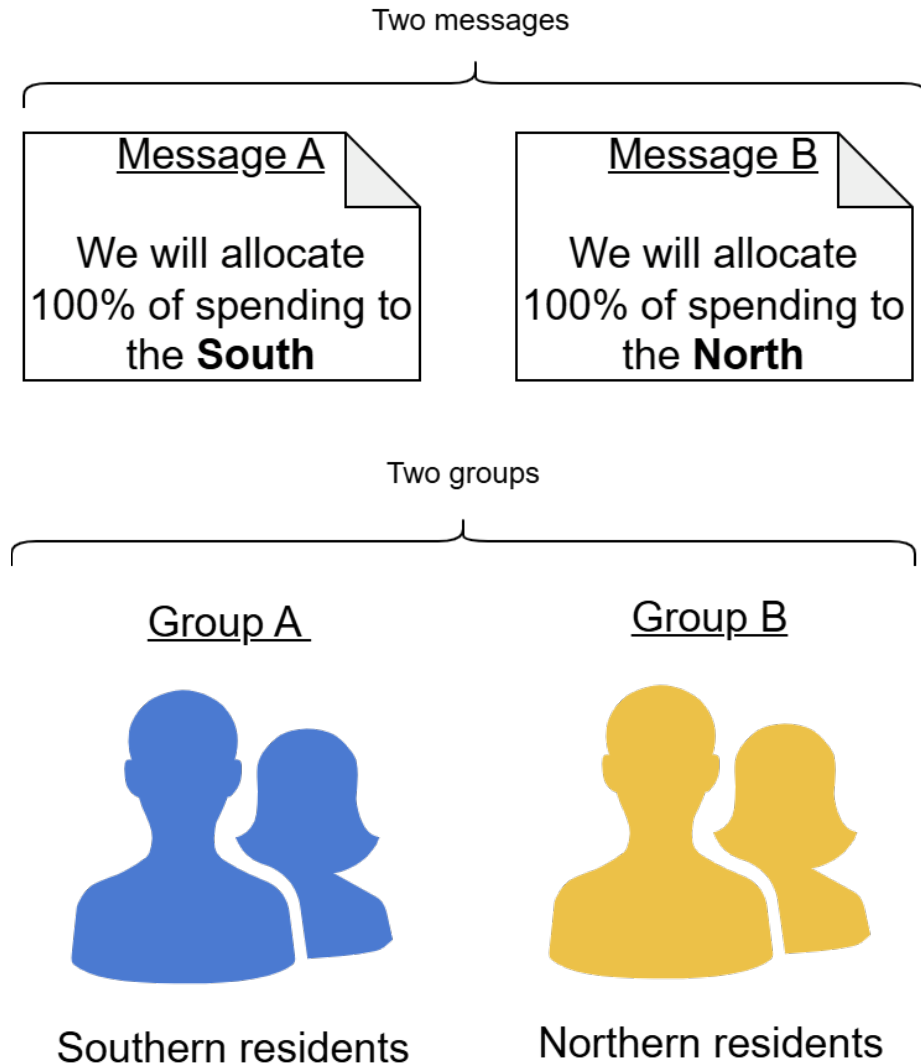 Two messages
Message A
We will allocate
100% of spending to
the South
Message B
We will allocate
100% of spending to
the North
Two groups
Group A
Southern residents
Group B
Northern residents